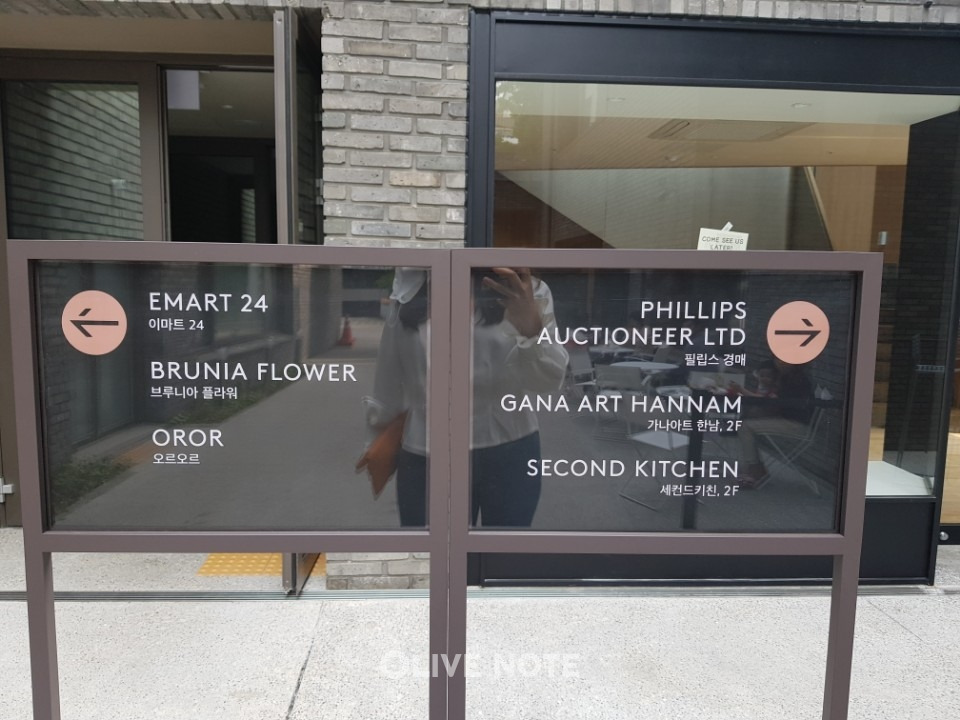 EMART 24
이마트 24
BRUNIA FLOWER
브루니아 플라워
OROR
오르오르
COME SEE US
LATER!
PHILLIPS
AUCTIONEER LTD
필립스 경매
GANA ART HANNAM
가나아트 한남, 2F
SECOND KITCHEN
세컨드키친, 2F
OLIVE NOTE